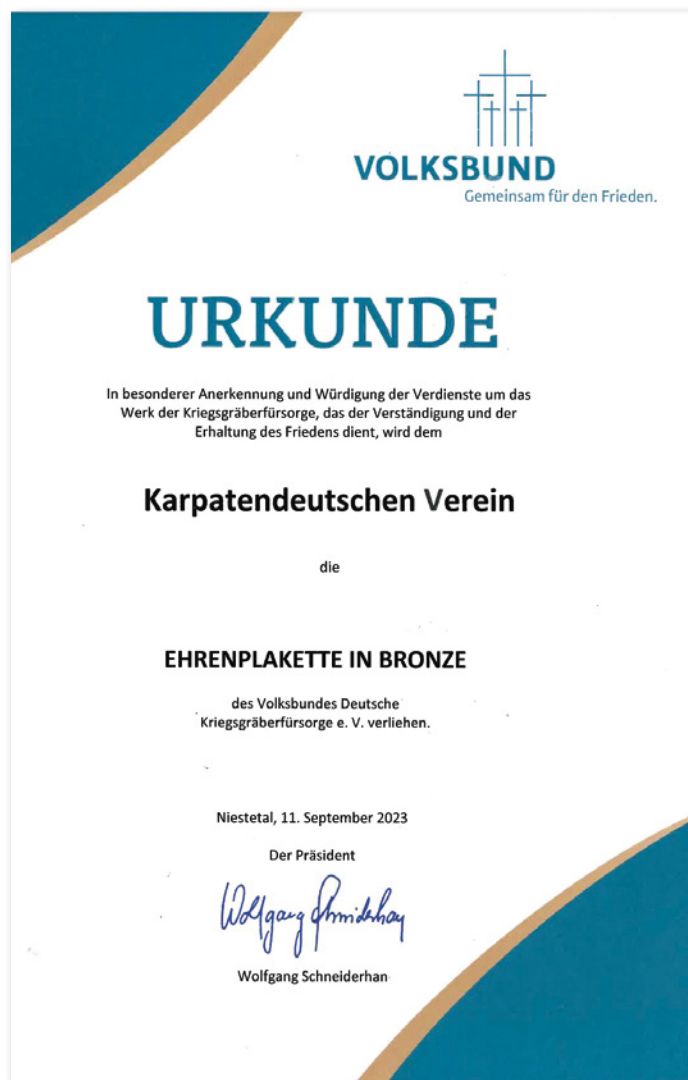 VOLKSBUND
Gemeinsam für den Frieden.
URKUNDE
In besonderer Anerkennung und Würdigung der Verdienste um das
Werk der Kriegsgräberfürsorge, das der Verständigung und der
Erhaltung des Friedens dient, wird dem
Karpatendeutschen Verein
die
EHRENPLAKETTE IN BRONZE
des Volksbundes Deutsche
Kriegsgräberfürsorge e. V. verliehen.
Niestetal, 11. September 2023
Der Präsident
Wolfgang Schneiderhan
Wolfgang Schneiderhan